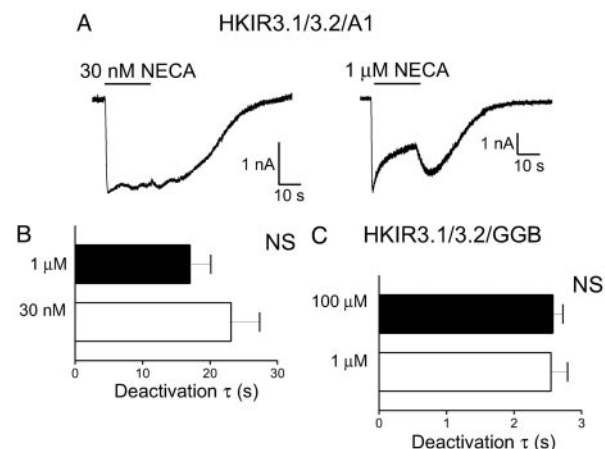 A HKIR3.1/3.2/A1
30 nM NECA
1 μM NECA
1 nA
10 s
1 nA
10 s
B
NS
1 μM
30 nM
0 10 20 30
Deactivation τ (s)
C HKIR3.1/3.2/GGB
NS
100 μM
1 μM
0 1 2 3
Deactivation τ (s)